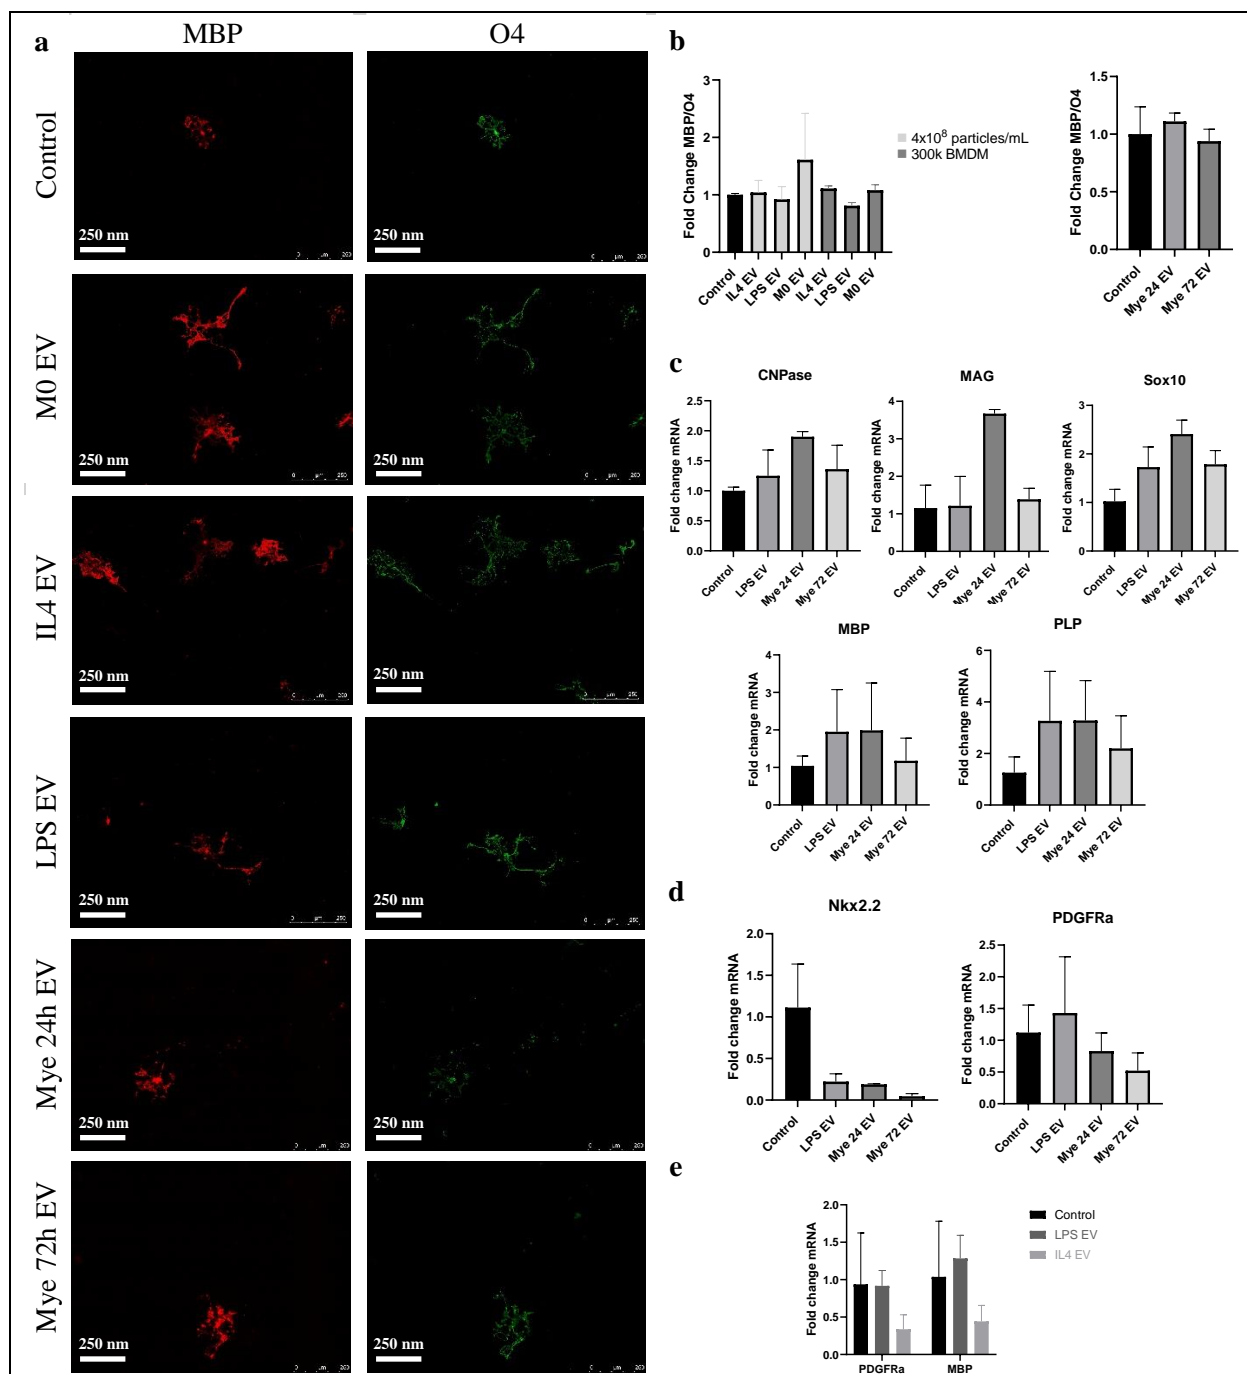 a
MBP
O4
Control
250 nm
250 nm
M0 EV
250 nm
250 nm
IL4 EV
250 nm
250 nm
LPS EV
250 nm
250 nm
Mye 24h EV
250 nm
250 nm
Mye 72h EV
250 nm
250 nm
b
Fold Change MBP/O4
3
2
1
0
Control
IL4 EV
LPS EV
M0 EV
IL4 EV
LPS EV
M0 EV
4x10⁸ particles/mL
300k BMDM
Fold Change MBP/O4
1.5
1.0
0.5
0.0
Control
Mye 24 EV
Mye 72 EV
c
CNPase
Fold change mRNA
2.5
2.0
1.5
1.0
0.5
0.0
Control
LPS EV
Mye 24 EV
Mye 72 EV
MAG
Fold change mRNA
4
3
2
1
0
Control
LPS EV
Mye 24 EV
Mye 72 EV
Sox10
Fold change mRNA
3
2
1
0
Control
LPS EV
Mye 24 EV
Mye 72 EV
MBP
Fold change mRNA
4
3
2
1
0
Control
LPS EV
Mye 24 EV
Mye 72 EV
PLP
Fold change mRNA
6
4
2
0
Control
LPS EV
Mye 24 EV
Mye 72 EV
d
Nkx2.2
Fold change mRNA
2.0
1.5
1.0
0.5
0.0
Control
LPS EV
Mye 24 EV
Mye 72 EV
PDGFRa
Fold change mRNA
2.5
2.0
1.5
1.0
0.5
0.0
Control
LPS EV
Mye 24 EV
Mye 72 EV
e
Fold change mRNA
2.0
1.5
1.0
0.5
0.0
PDGFRa
MBP
Control
LPS EV
IL4 EV